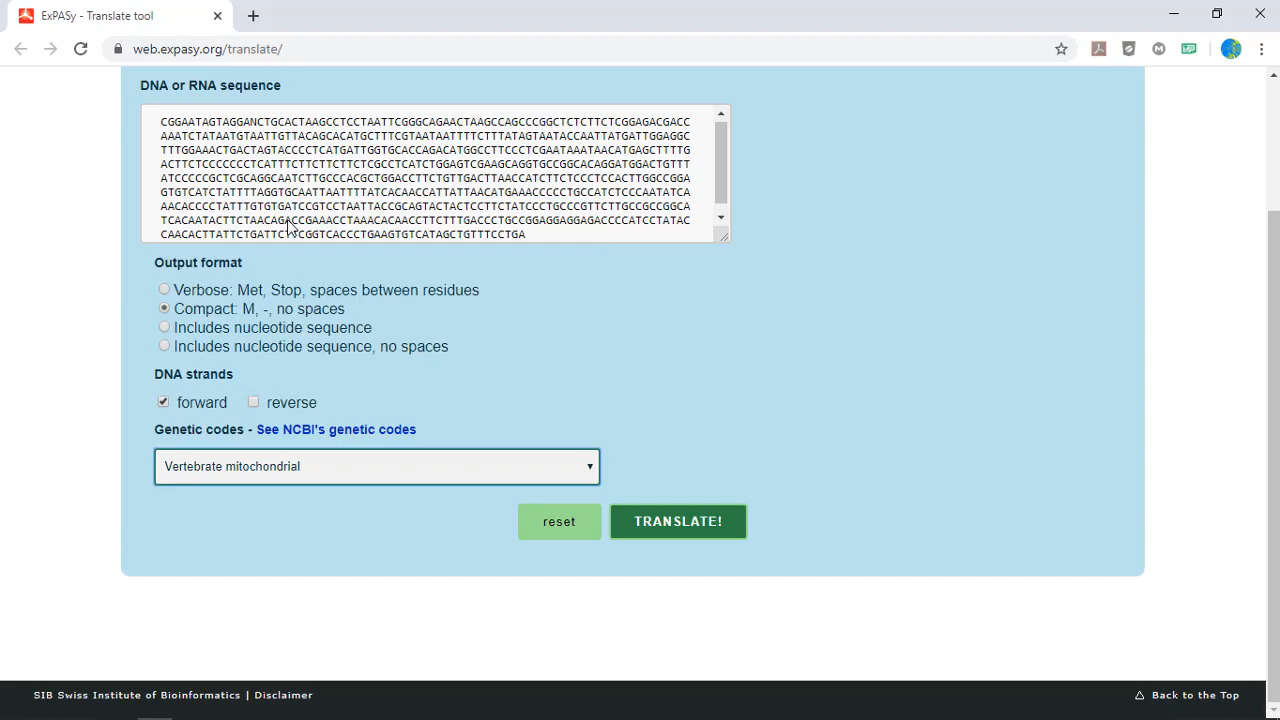 ExPASy - Translate tool
web.expasy.org/translate/
DNA or RNA sequence
CGGAATAGTAGGANCTGCACTAAGCCTCCTAATTCGGGCAGAACTAAGCCAGCCCGGCTCTCTTCTCGGAGACGACC
AAATCTATAATGTAATTGTTACAGCACATGCTTTCGTAATAATTTTCTTTATAGTAATACCAATTATGATTGGAGGC
TTTGGAAACTGACTAGTACCCCTCATGATTGGTGCACCAGACATGGCCTTCCCTCGAATAAATAACATGAGCTTTTG
ACTTCTCCCCCCCTCATTTCTTCTTCTTCTCGCCTCATCTGGAGTCGAAGCAGGTGCCGGCACAGGATGGACTGTTT
ATCCCCCGCTAGCAGGCAATCTTGCCCACGCTGGACCTTCTGTTGACTTAACCATCTTCTCCCTCCACTTGGCCGGA
GTGTCATCTATTTTAGGTGCAATTAATTTTATCACAACCATTATTAACATGAAACCCCCTGCCATCTCCCAATATCA
AACACCCCTATTTGTGTGATCCGTCCTAATTACCGCAGTACTACTCCTTCTATCCCTGCCCGTTCTTGCCGCCGGCA
TCACAATACTTCTAACAGACCGAAACCTAAACACAACCTTCTTTGACCCTGCCGGAGGAGGAGACCCCATCCTATAC
CAACACTTATTCTGATTCTTCGGTCACCCTGAAGTGTCATAGCTGTTTCCTGA
Output format
Verbose: Met, Stop, spaces between residues
Compact: M, -, no spaces
Includes nucleotide sequence
Includes nucleotide sequence, no spaces
DNA strands
forward reverse
Genetic codes - See NCBI's genetic codes
Vertebrate mitochondrial
reset TRANSLATE!
SIB Swiss Institute of Bioinformatics | Disclaimer
Back to the Top